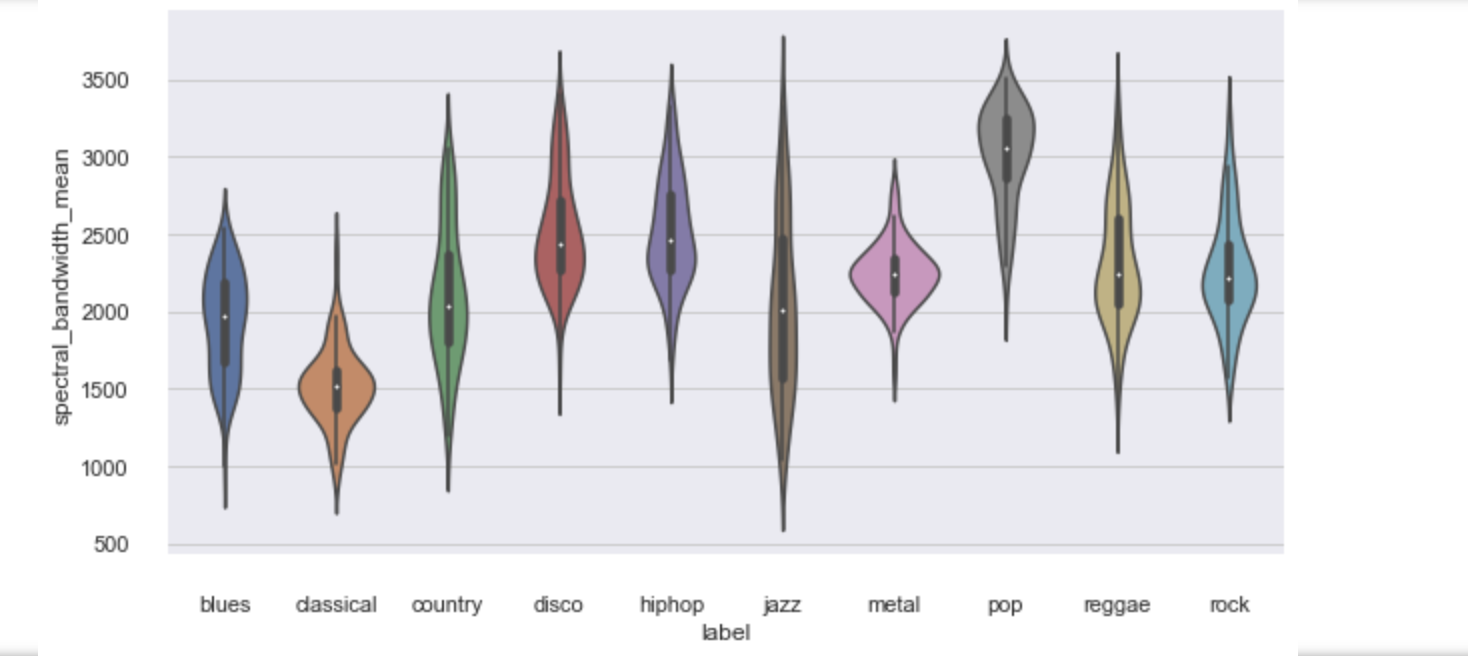 3500
3000
2500
2000
1500
1000
500
spectral_bandwidth_mean
blues classical country disco hiphop jazz metal pop reggae rock
label